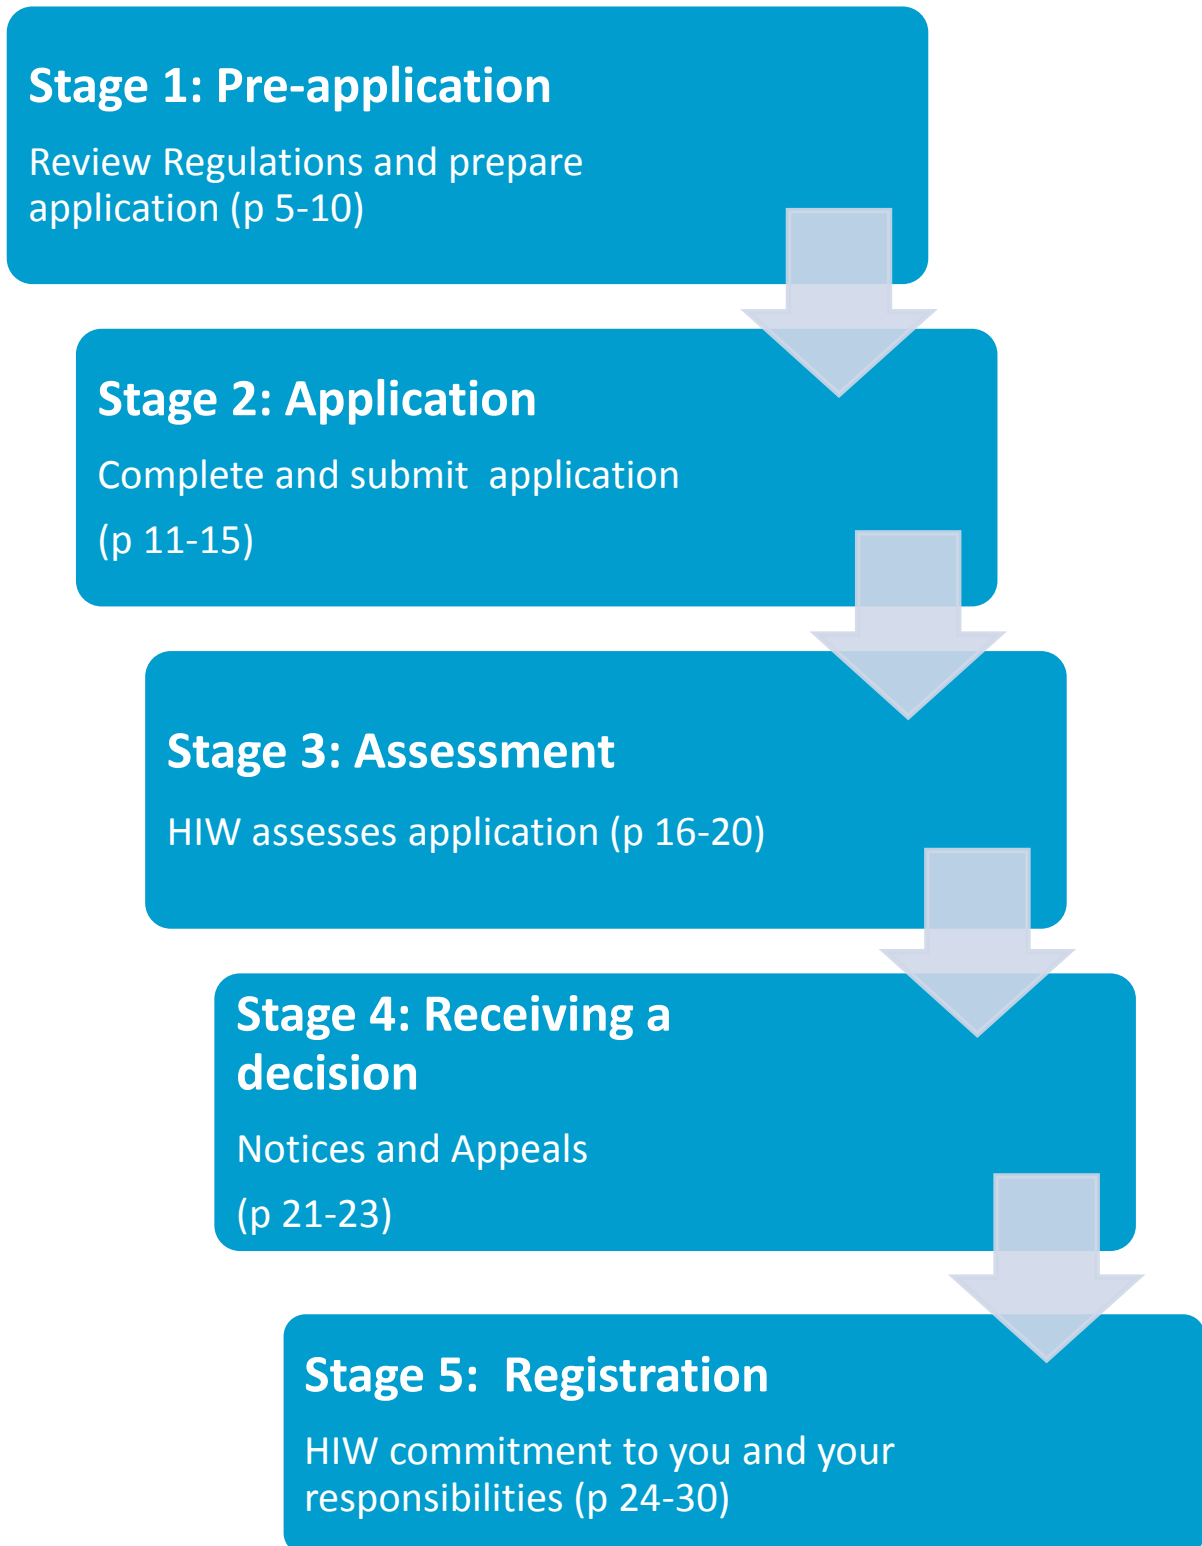 Stage 1: Pre-application
Review Regulations and prepare
application (p 5-10)
Stage 2: Application
Complete and submit  application
(p 11-15)
Stage 3: Assessment
HIW assesses application (p 16-20)
Stage 4: Receiving a
decision
Notices and Appeals
(p 21-23)
Stage 5:  Registration
HIW commitment to you and your
responsibilities (p 24-30)